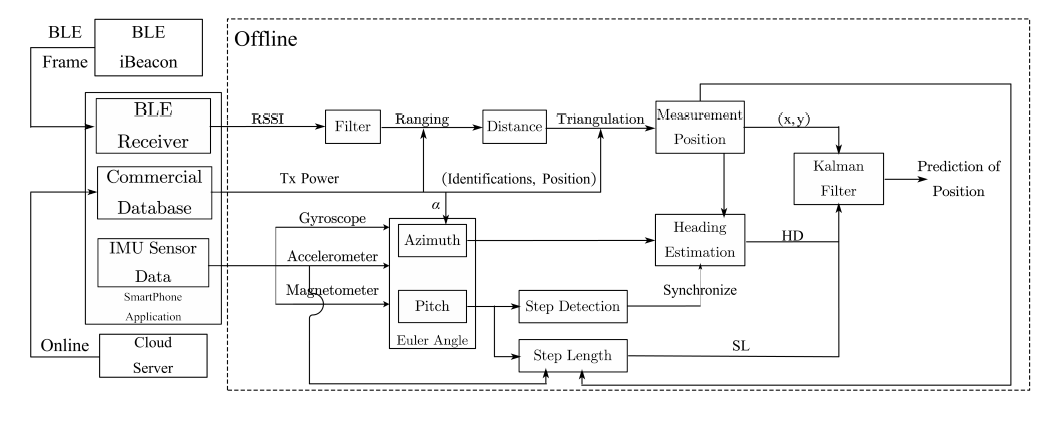 BLE
Frame
BLE
iBeacon
Offline
BLE
Receiver
RSSI
Filter
Ranging
Distance
Triangulation
Measurement
Position
(x,y)
Kalman
Filter
Prediction of
Position
Commercial
Database
Tx Power
(Identifications, Position)
α
Gyroscope
Azimuth
Heading
Estimation
HD
IMU Sensor
Data
Accelerometer
Magnetometer
Pitch
Step Detection
Synchronize
SmartPhone
Application
Euler Angle
Online
Cloud
Server
Step Length
SL